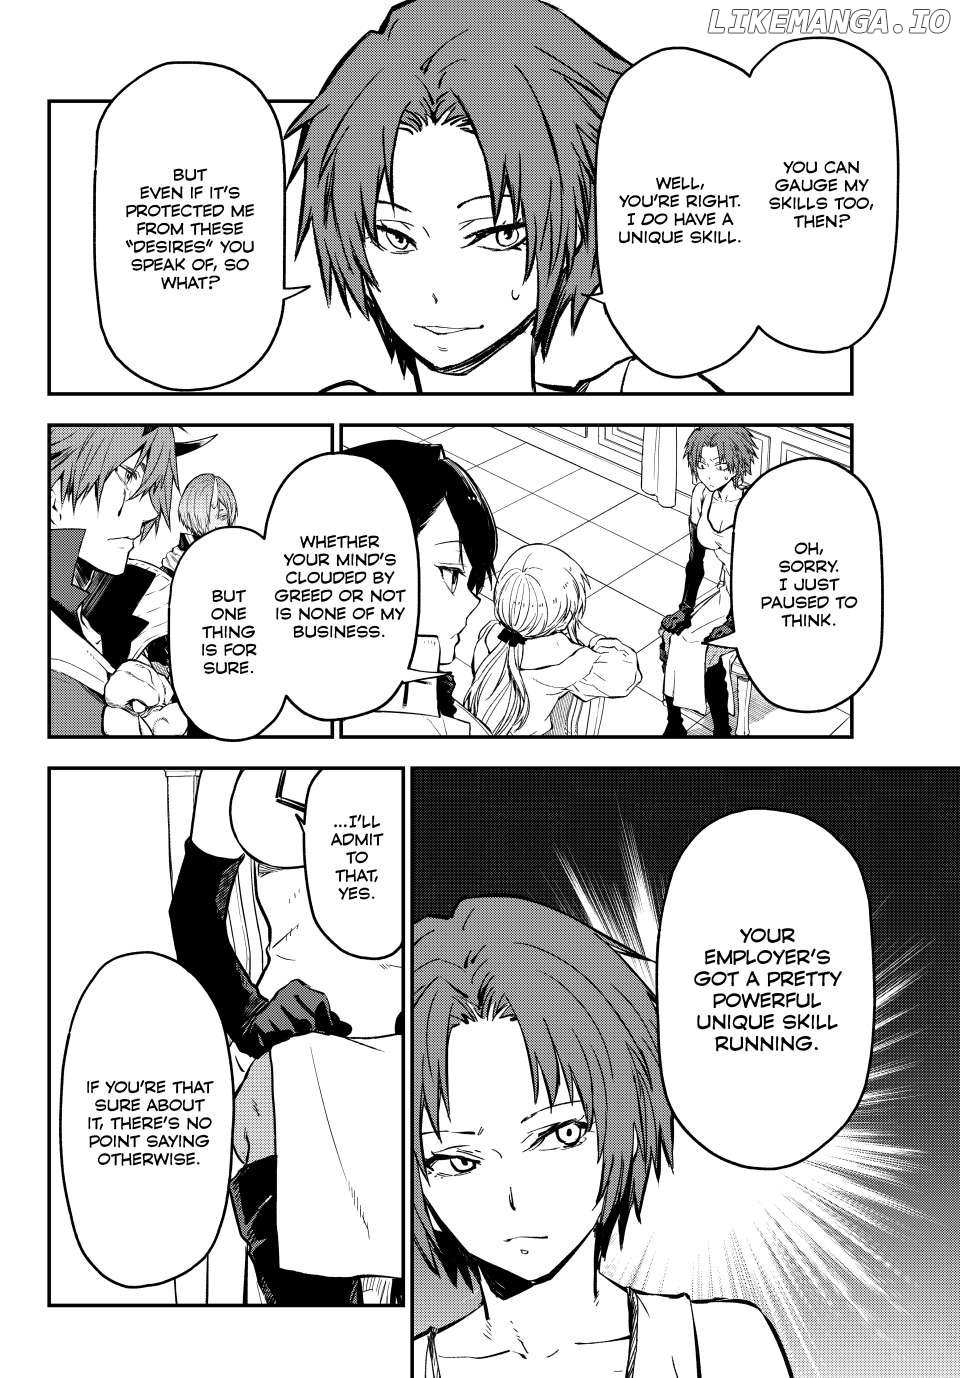 LIKEMANGA.IO
YOU CAN
GAUGE MY
SKILLS TOO,
THEN?
WELL,
YOU'RE RIGHT.
I DO HAVE A
UNIQUE SKILL.
BUT
EVEN IF IT'S
PROTECTED ME
FROM THESE
"DESIRES" YOU
SPEAK OF, SO
WHAT?
OH,
SORRY.
I JUST
PAUSED TO
THINK.
WHETHER
YOUR MIND'S
CLOUDED BY
GREED OR NOT
IS NONE OF MY
BUSINESS.
BUT
ONE
THING
IS FOR
SURE.
YOUR
EMPLOYER'S
GOT A PRETTY
POWERFUL
UNIQUE SKILL
RUNNING.
...I'LL
ADMIT
TO
THAT,
YES.
IF YOU'RE THAT
SURE ABOUT
IT, THERE'S NO
POINT SAYING
OTHERWISE.